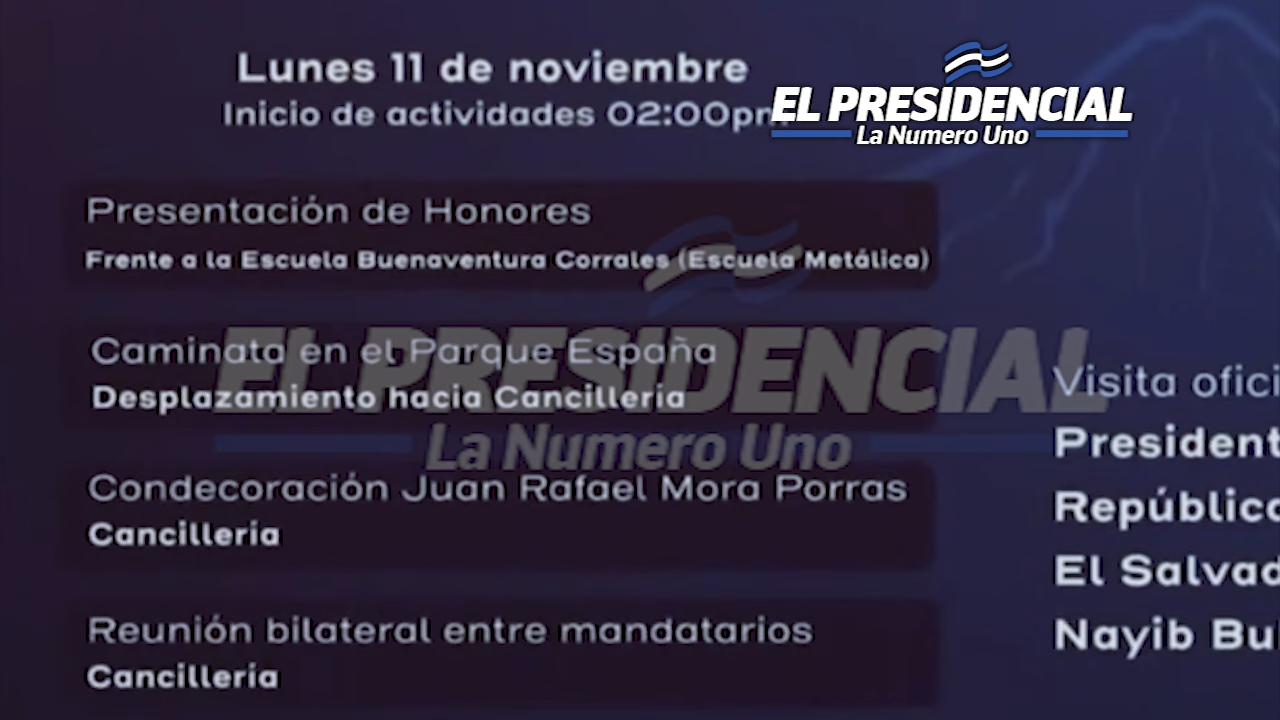 Lunes 11 de noviembre
Inicio de actividades 02:00pm
EL PRESIDENCIAL
La Numero Uno
Presentación de Honores
Frente a la Escuela Buenaventura Corrales (Escuela Metálica)
Caminata en el Parque España
Desplazamiento hacia Cancillería
EL PRESIDENCIAL
La Numero Uno
Condecoración Juan Rafael Mora Porras
Cancillería
Reunión bilateral entre mandatarios
Cancillería
Visita ofici
President
Repúblic
El Salvad
Nayib Bu